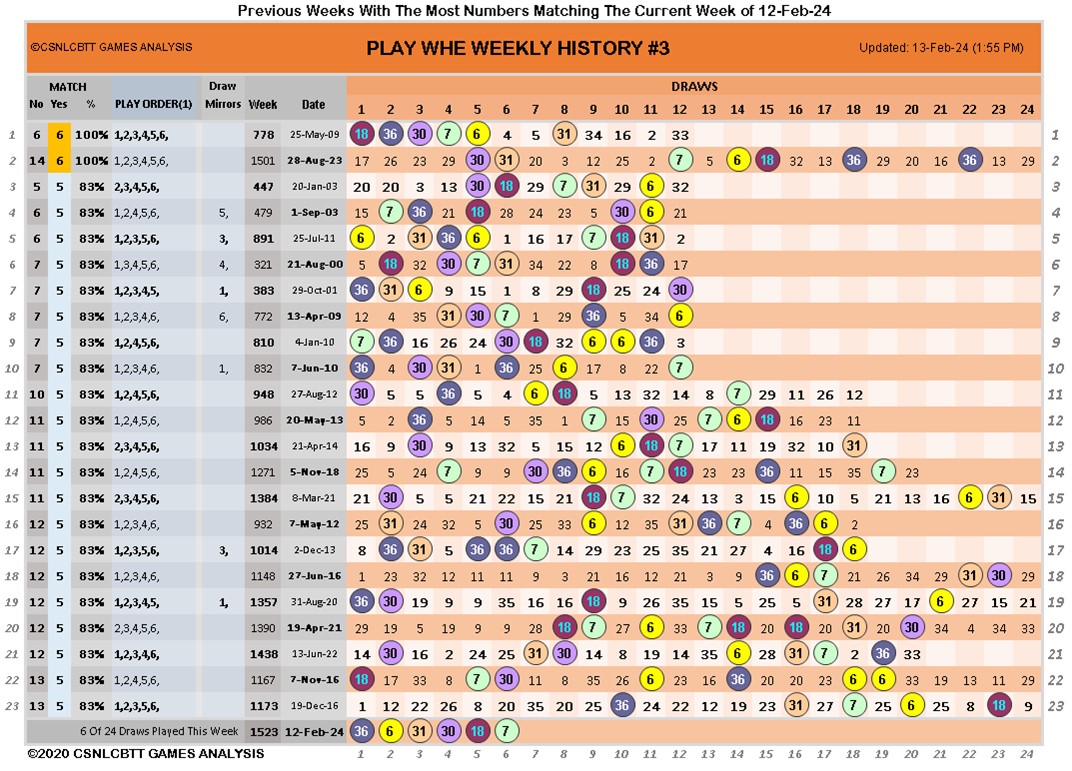 Previous Weeks With The Most Numbers Matching The Current Week of 12-Feb-24
©CSNLCBTT GAMES ANALYSIS PLAY WHE WEEKLY HISTORY #3 Updated: 13-Feb-24 (1:55 PM)
MATCH Draw DRAWS
No Yes % PLAY ORDER(1) Mirrors Week Date 1 2 3 4 5 6 7 8 9 10 11 12 13 14 15 16 17 18 19 20 21 22 23 24
1 6 6 100% 1,2,3,4,5,6, 778 25-May-09 18 36 30 7 6 4 5 31 34 16 2 33 1
2 14 6 100% 1,2,3,4,5,6, 1501 28-Aug-23 17 26 23 29 30 31 20 3 12 25 2 7 5 6 18 32 13 36 20 16 2 36 13 29 2
3 5 5 83% 2,3,4,5,6, 447 20-Jan-03 20 20 3 13 30 18 29 7 31 29 6 32 3
4 6 5 83% 1,2,4,5,6, 5, 479 1-Sep-03 15 7 36 21 18 28 24 23 5 30 6 21 4
5 6 5 83% 1,2,3,5,6, 3, 891 25-Jul-11 6 2 31 36 6 1 16 17 7 18 31 2 5
6 7 5 83% 1,3,4,5,6, 4, 321 21-Aug-00 5 18 32 30 7 31 34 22 8 18 36 17 6
7 7 5 83% 1,2,3,4,5, 1, 383 29-Oct-01 36 31 6 9 15 1 8 29 18 25 24 30 7
8 7 5 83% 1,2,3,4,6, 6, 772 13-Apr-09 12 4 35 31 30 7 1 29 36 5 34 6 8
9 7 5 83% 1,2,4,5,6, 810 4-Jan-10 7 36 16 26 24 30 18 32 6 6 36 3 9
10 7 5 83% 1,2,3,4,6, 1, 832 7-Jun-10 36 4 30 31 1 36 25 6 17 8 22 7 10
11 10 5 83% 1,2,4,5,6, 948 27-Aug-12 30 5 5 36 5 4 6 18 5 13 32 14 8 7 29 11 26 12 11
12 11 5 83% 1,2,4,5,6, 986 20-May-13 5 2 36 5 14 5 35 1 7 11 30 25 7 6 18 16 23 11 12
13 11 5 83% 2,3,4,5,6, 1034 21-Apr-14 16 9 30 9 13 32 5 15 12 6 18 7 17 11 19 32 10 31 13
14 11 5 83% 1,2,4,5,6, 1271 5-Nov-18 25 5 24 7 9 9 30 36 6 16 7 18 23 23 36 11 15 35 7 23 14
15 11 5 83% 2,3,4,5,6, 1384 8-Mar-21 21 30 5 21 22 15 21 18 7 32 24 13 3 15 6 10 5 21 13 21 16 6 31 15 15
16 12 5 83% 1,2,3,4,6, 932 7-May-12 25 31 24 32 5 30 25 33 6 12 35 31 36 7 4 36 6 2 16
17 12 5 83% 1,2,3,5,6, 3, 1014 2-Dec-13 8 36 31 5 36 36 7 14 29 23 25 35 21 27 4 16 18 6 17
18 12 5 83% 1,2,3,4,6, 1148 27-Jun-16 1 23 32 12 11 11 9 3 21 16 12 21 3 9 36 6 7 21 26 34 29 31 30 29 18
19 12 5 83% 1,2,3,4,5, 1, 1357 31-Aug-20 36 30 19 9 9 35 16 16 18 9 26 35 15 5 25 5 31 28 27 17 6 27 15 21 19
20 12 5 83% 2,3,4,5,6, 1390 19-Apr-21 29 19 5 19 9 9 28 18 7 27 6 33 7 18 20 18 20 31 20 30 34 4 34 33 20
21 12 5 83% 1,2,3,4,6, 1438 13-Jun-22 14 30 16 2 24 25 31 30 14 8 19 14 35 6 28 31 7 2 36 33 21
22 13 5 83% 1,2,4,5,6, 1167 7-Nov-16 18 17 33 8 7 30 11 8 35 25 6 23 24 36 20 24 33 6 6 22 19 13 11 29 22
23 13 5 83% 1,2,3,5,6, 1173 19-Dec-16 1 12 22 26 8 20 35 20 25 36 24 22 12 19 23 31 27 7 20 6 25 8 18 9 23
6 Of 24 Draws Played This Week 1523 12-Feb-24 36 6 31 30 18 7
©2020 CSNLCBTT GAMES ANALYSIS 1 2 3 4 5 6 7 8 9 10 11 12 13 14 15 16 17 18 19 20 21 22 23 24